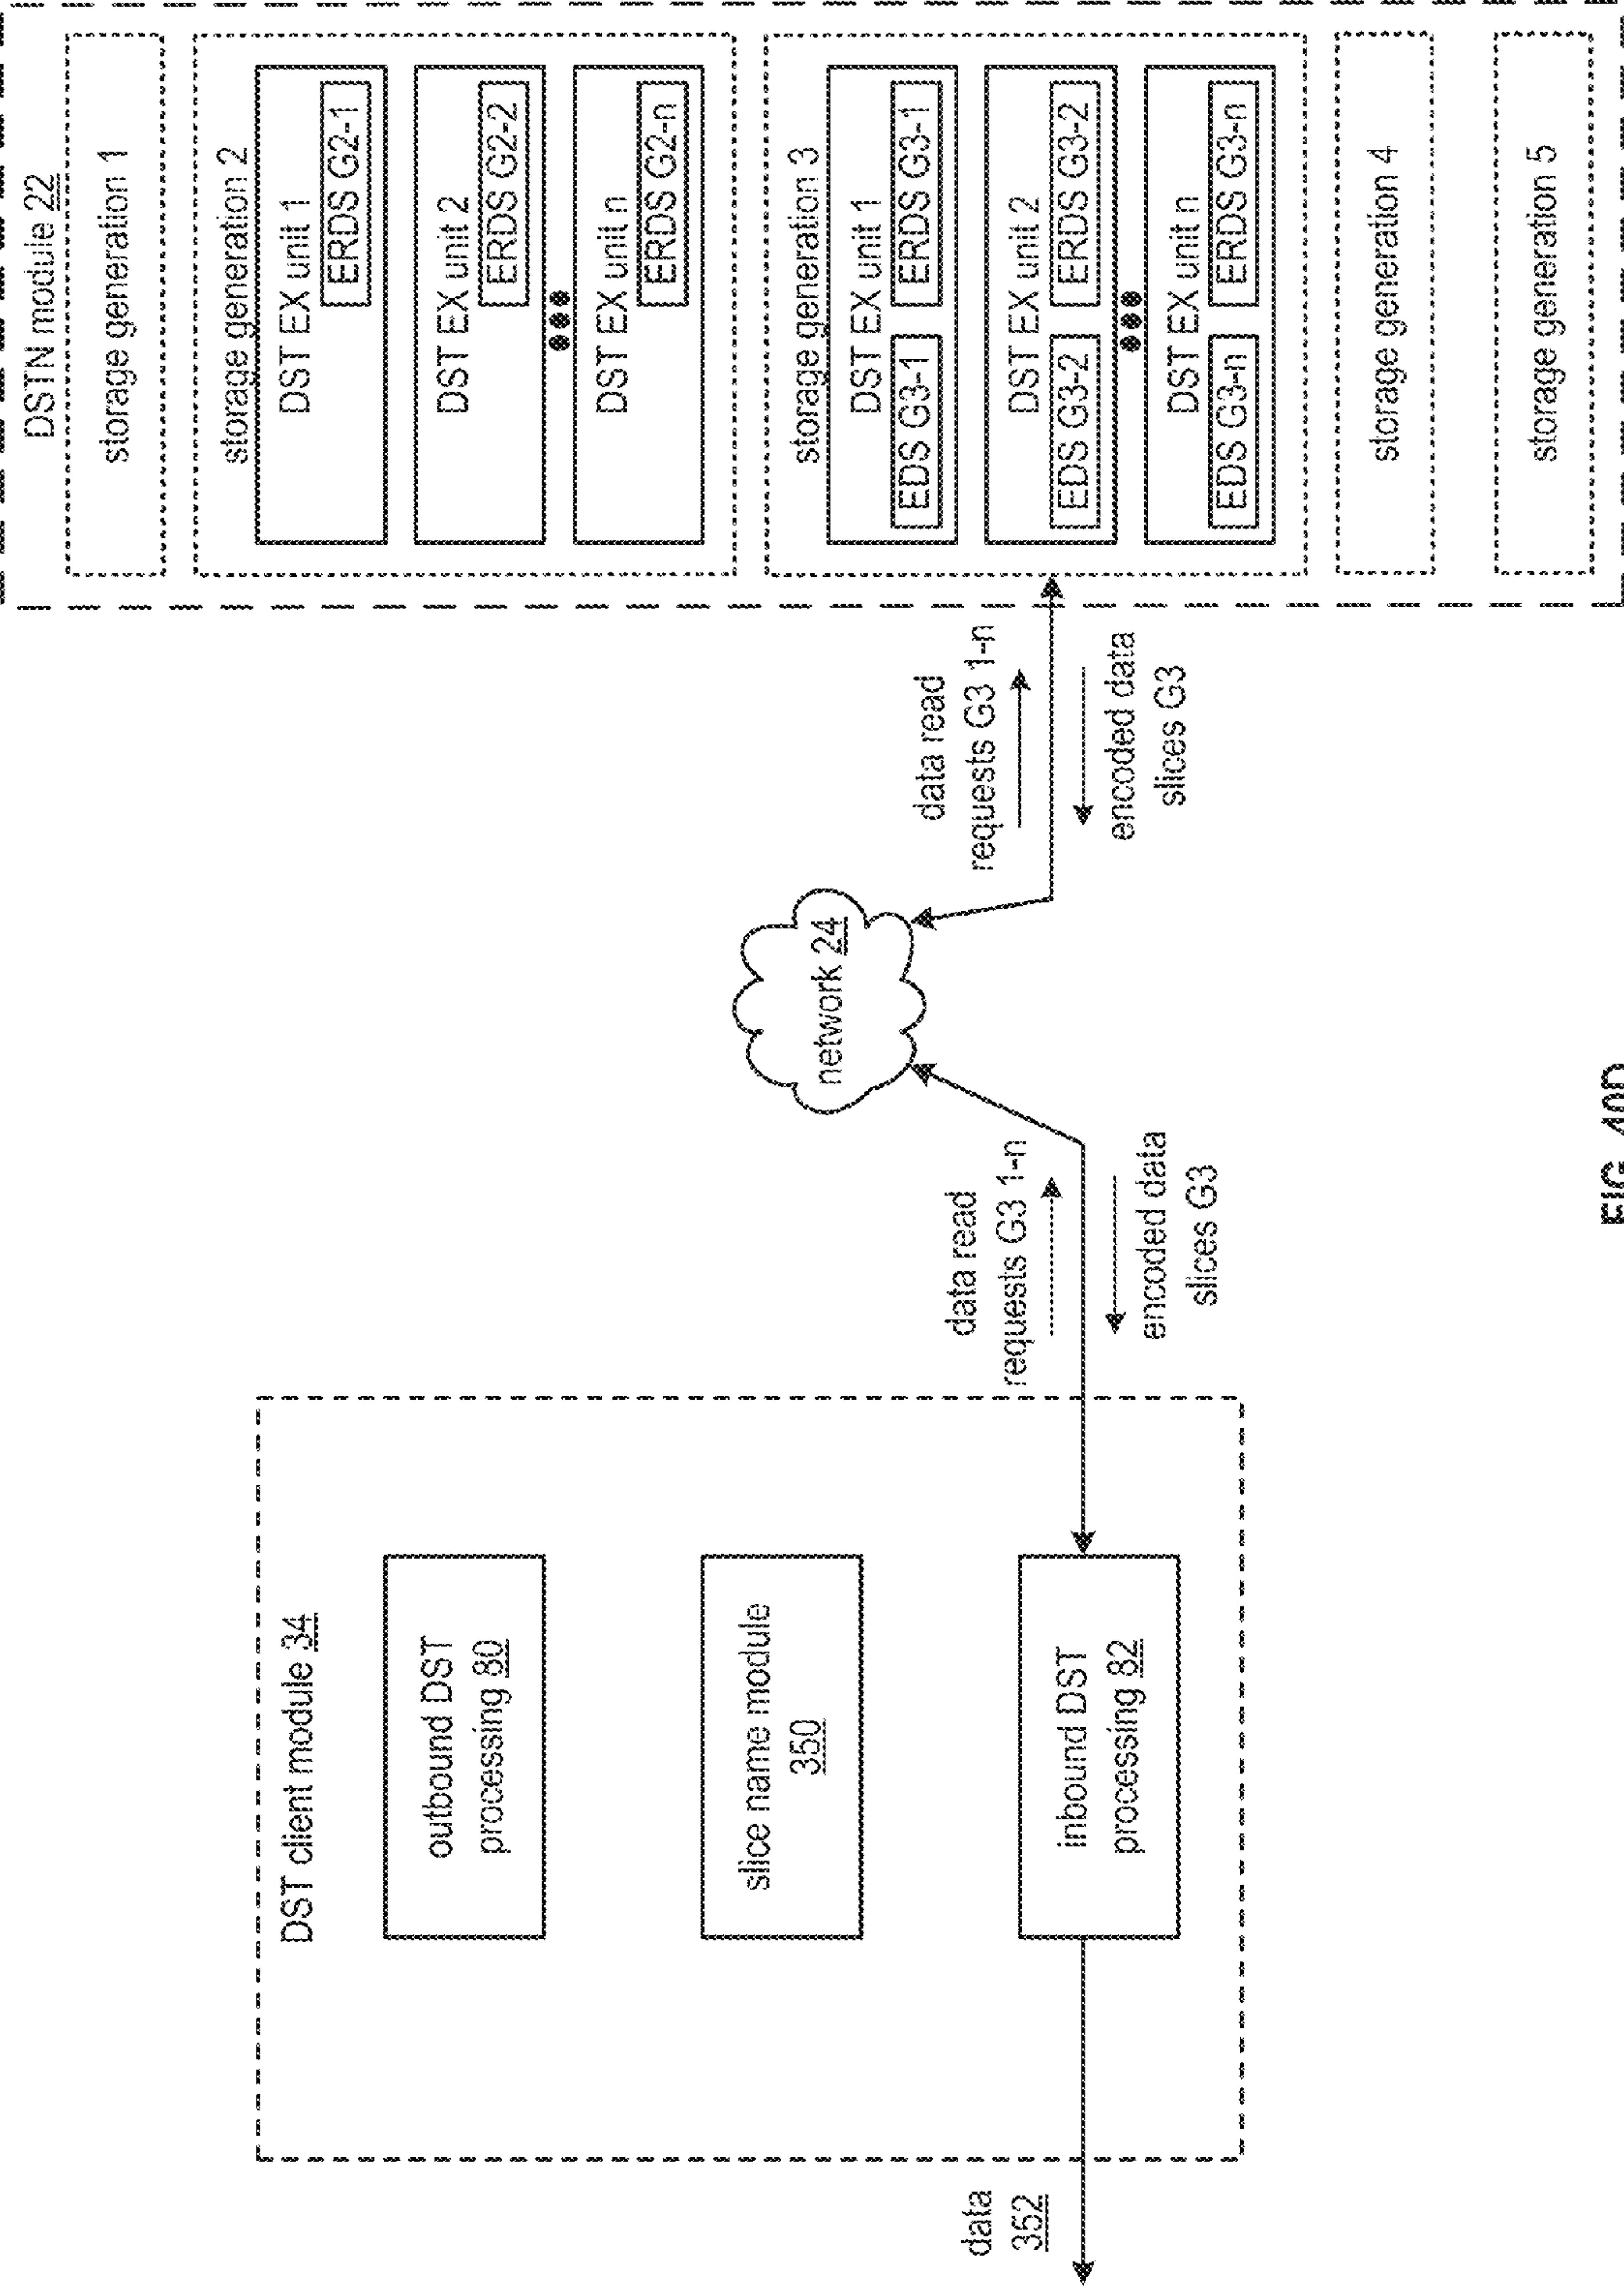 DST client module 34
outbound DST
processing 80
slice name module
350
inbound DST
processing 82
data
352
data read
requests G3 1-n
encoded data
slices G3
network 24
data read
requests G3 1-n
encoded data
slices G3
DSTN module 22
storage generation 1
storage generation 2
DST EX unit 1
ERDS G2-1
DST EX unit 2
ERDS G2-2
DST EX unit n
ERDS G2-n
storage generation 3
DST EX unit 1
EDS G3-1
ERDS G3-1
DST EX unit 2
EDS G3-2
ERDS G3-2
DST EX unit n
EDS G3-n
ERDS G3-n
storage generation 4
storage generation 5
FIG. 40D